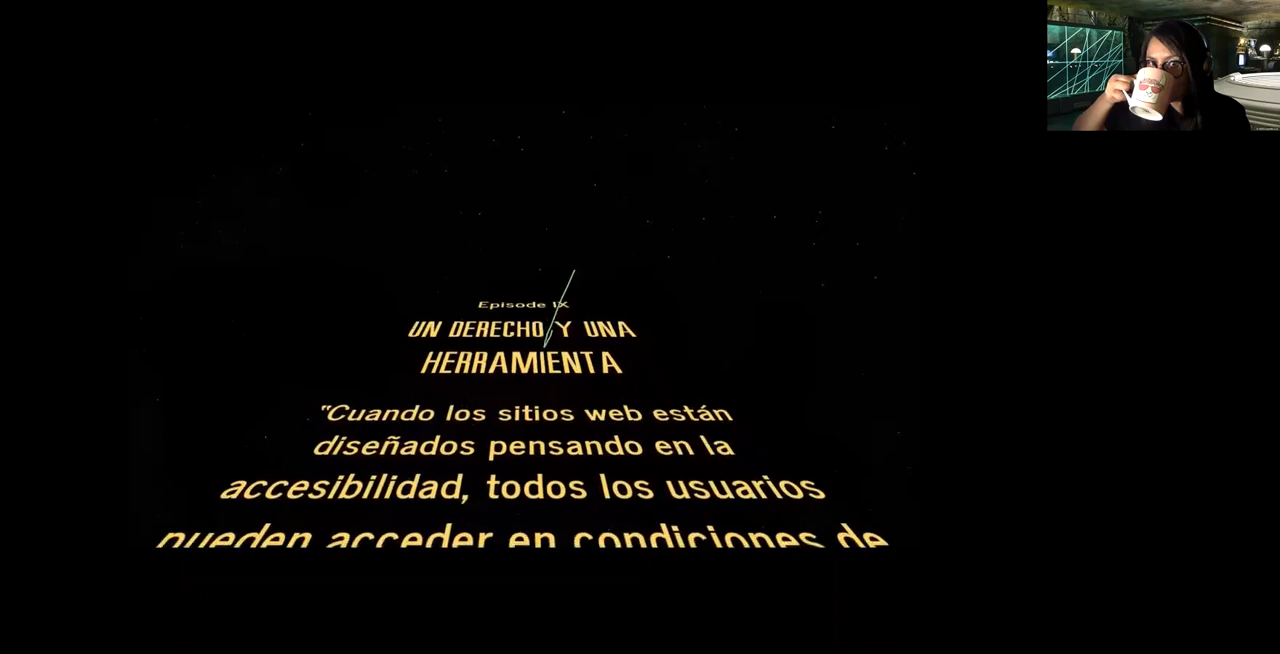 Episode IX
UN DERECHO Y UNA
HERRAMIENTA
"Cuando los sitios web están
diseñados pensando en la
accesibilidad, todos los usuarios
pueden acceder en condiciones de